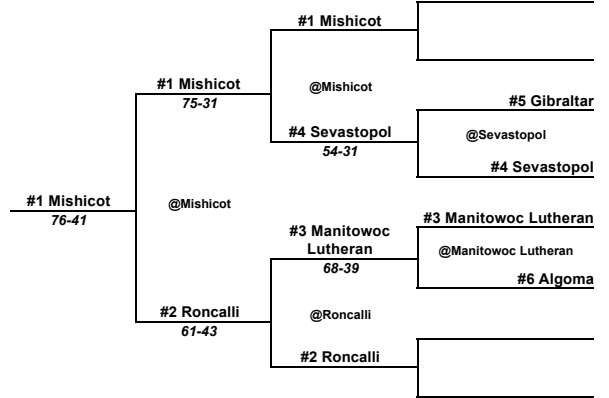 #1 Mishicot
#1 Mishicot
@Mishicot
75-31
#5 Gibraltar
#4 Sevastopol
@Sevastopol
54-31
#4 Sevastopol
#1 Mishicot
@Mishicot
76-41
#3 Manitowoc Lutheran
#3 Manitowoc
Lutheran
@Manitowoc Lutheran
68-39
#6 Algoma
#2 Roncalli
@Roncalli
61-43
#2 Roncalli